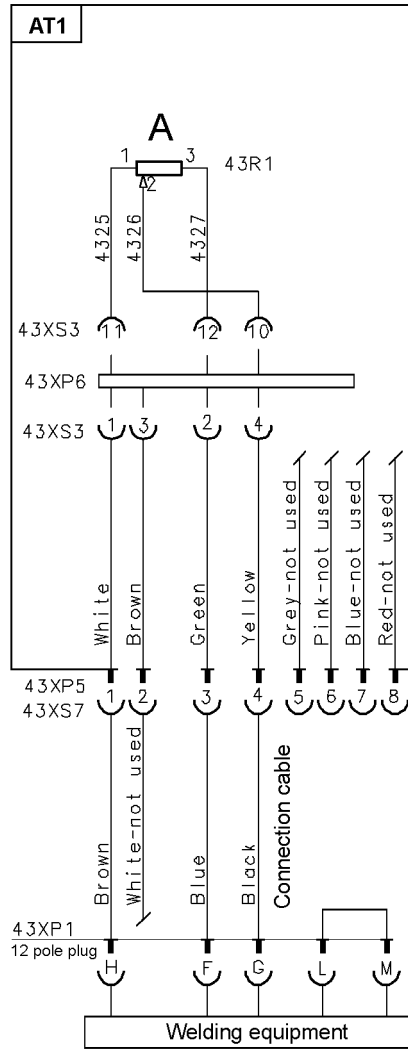 AT1
A
1 3 43R1
2
4325 4326 4327
43XS3 11 12 10
43XP6
43XS3 1 3 2 4
White Brown Green Yellow Grey-not used Pink-not used Blue-not used Red-not used
43XP5
43XS7 1 2 3 4 5 6 7 8
Brown White-not used Blue Black Connection cable
43XP1
12 pole plug H F G L M
Welding equipment